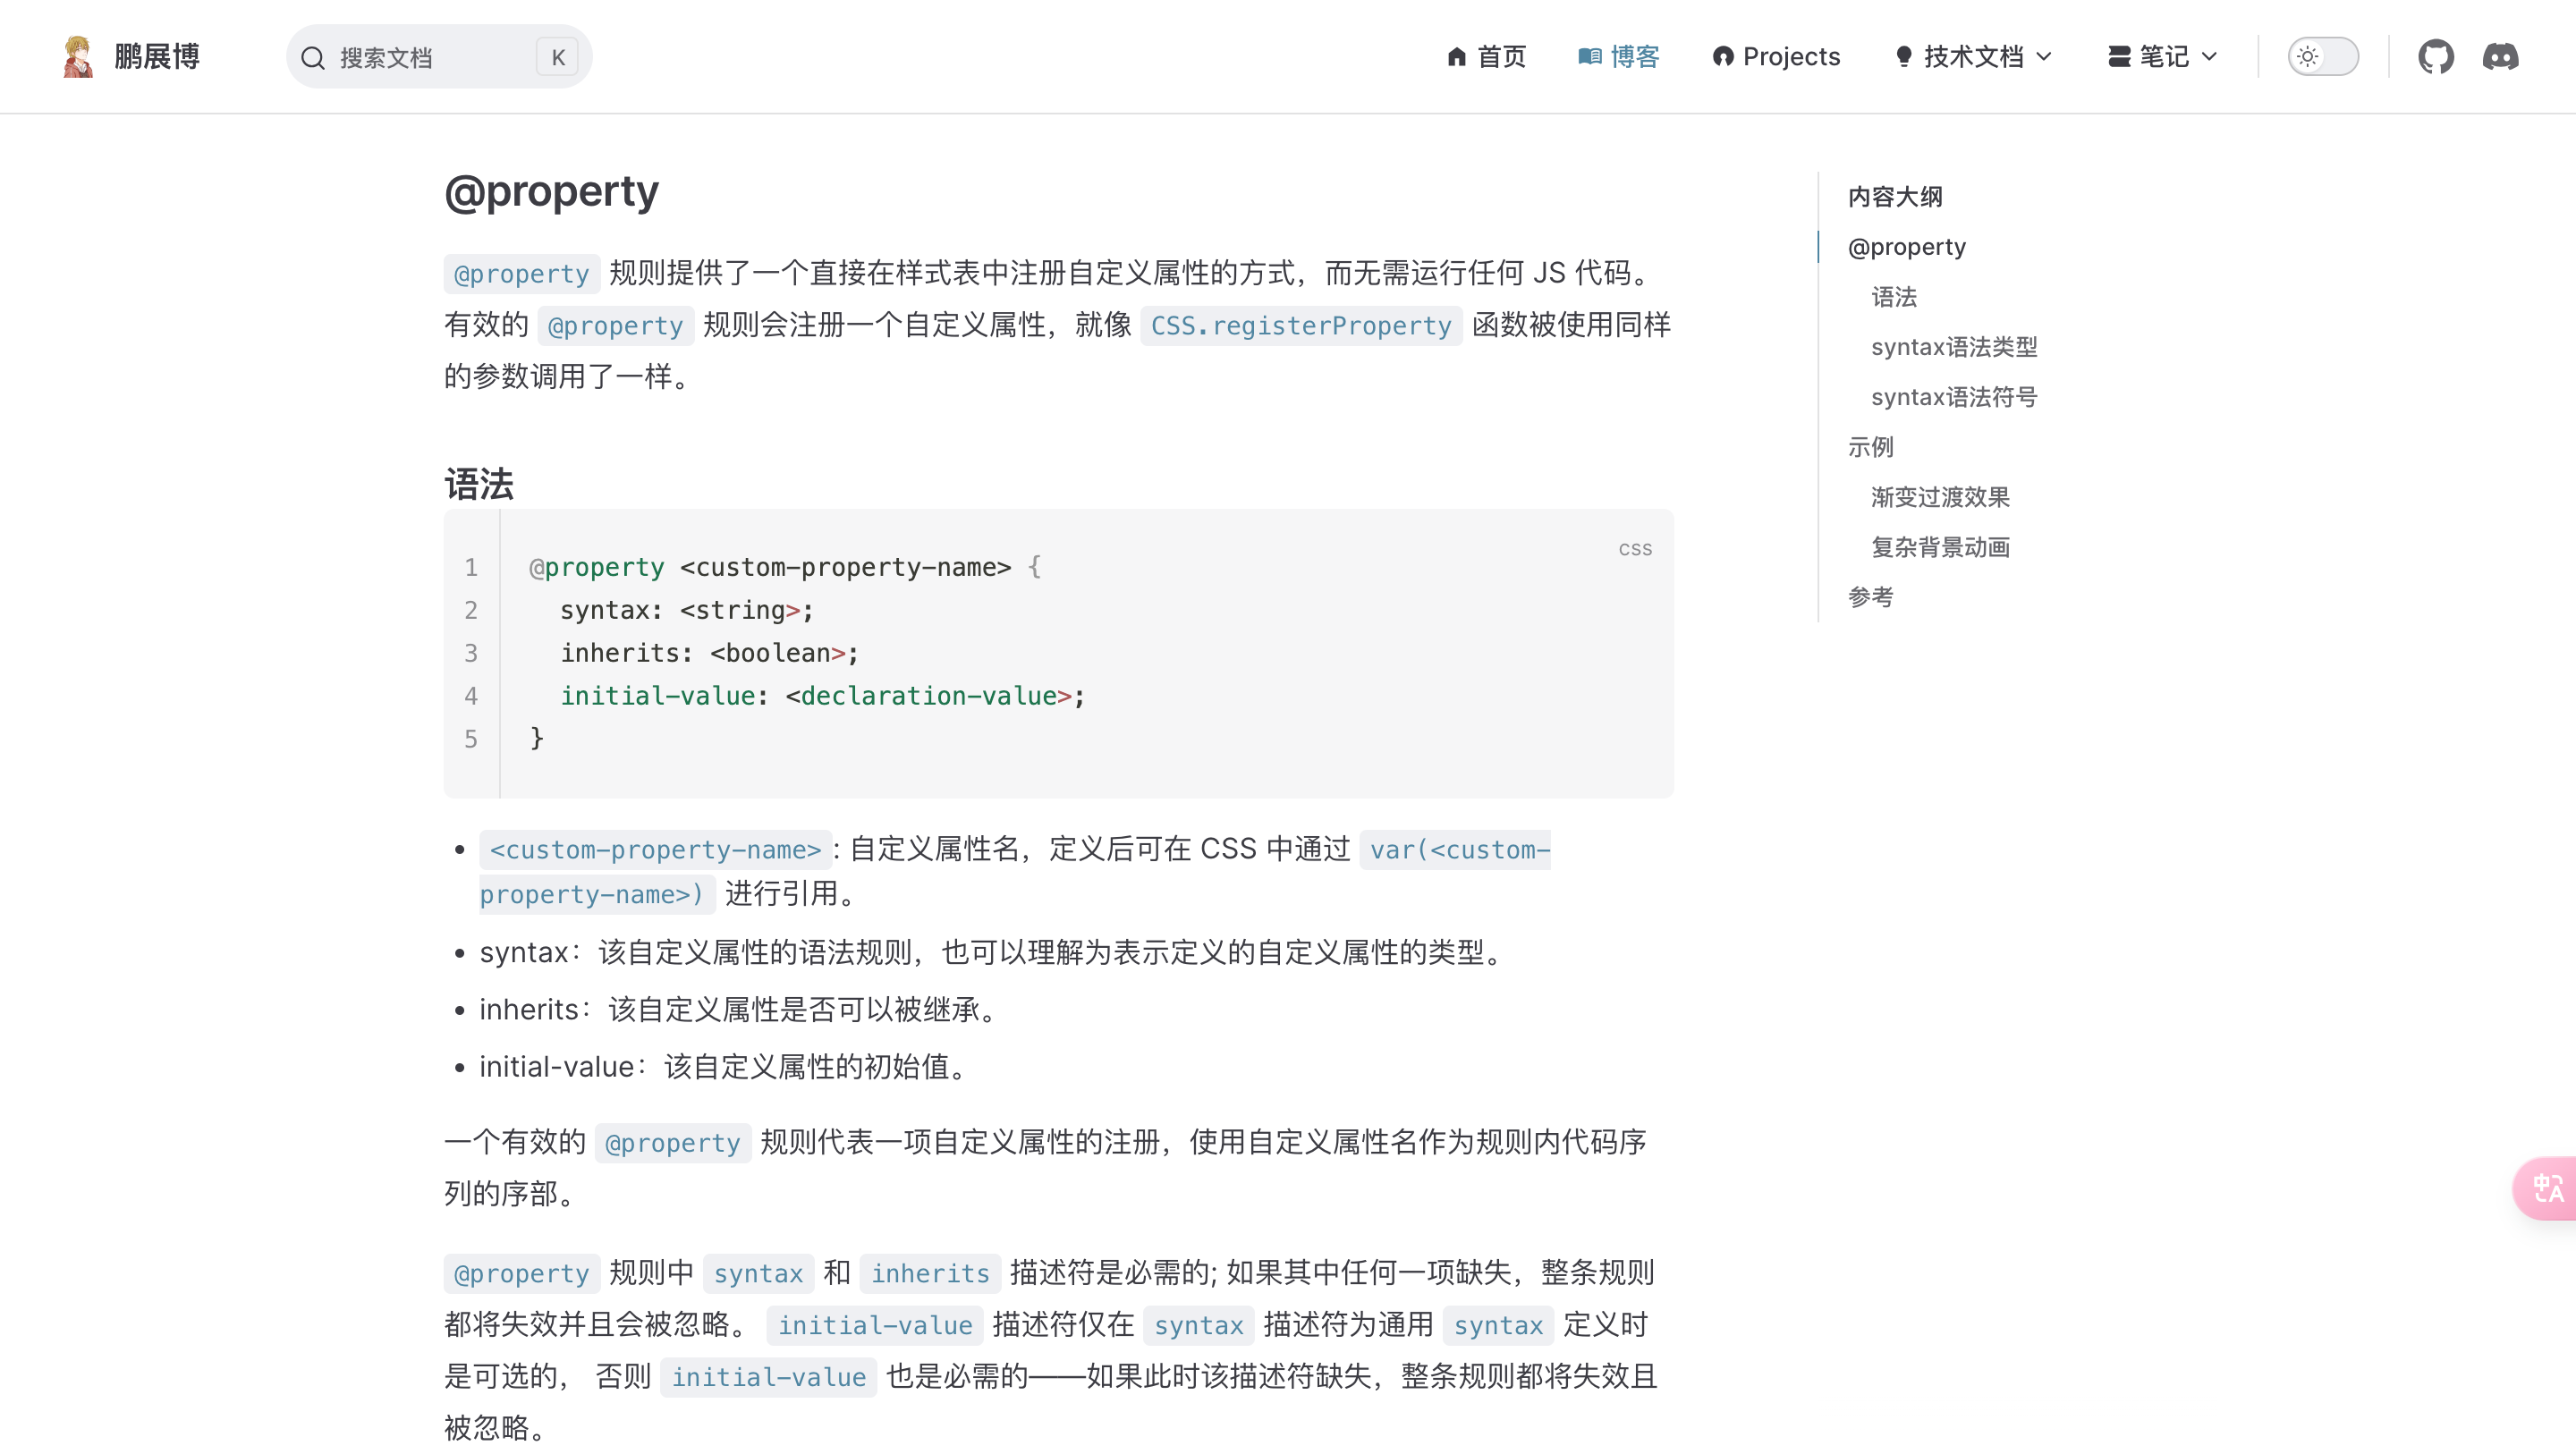 鹏展博
搜索文档
K
首页
博客
Projects
技术文档
笔记
@property
@property 规则提供了一个直接在样式表中注册自定义属性的方式，而无需运行任何 JS 代码。
有效的 @property 规则会注册一个自定义属性，就像 CSS.registerProperty 函数被使用同样
的参数调用了一样。
语法
css
1 @property <custom-property-name> {
2 syntax: <string>;
3 inherits: <boolean>;
4 initial-value: <declaration-value>;
5 }
• <custom-property-name>: 自定义属性名，定义后可在 CSS 中通过 var(<custom-
property-name>) 进行引用。
• syntax：该自定义属性的语法规则，也可以理解为表示定义的自定义属性的类型。
• inherits：该自定义属性是否可以被继承。
• initial-value：该自定义属性的初始值。
一个有效的 @property 规则代表一项自定义属性的注册，使用自定义属性名作为规则内代码序
列的序部。
@property 规则中 syntax 和 inherits 描述符是必需的; 如果其中任何一项缺失，整条规则
都将失效并且会被忽略。 initial-value 描述符仅在 syntax 描述符为通用 syntax 定义时
是可选的， 否则 initial-value 也是必需的——如果此时该描述符缺失，整条规则都将失效且
被忽略。
内容大纲
@property
语法
syntax语法类型
syntax语法符号
示例
渐变过渡效果
复杂背景动画
参考
中A